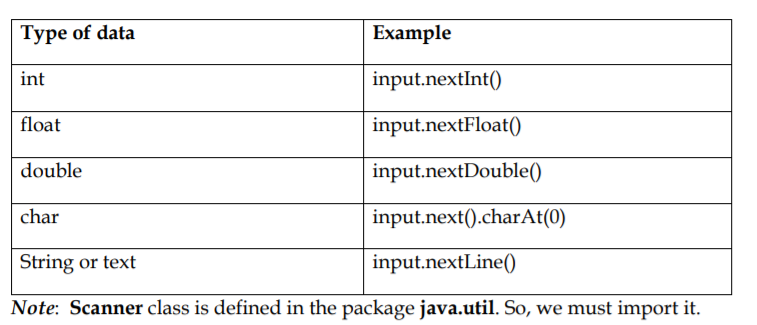 Type of data Example
int input.nextInt()
float input.nextFloat()
double input.nextDouble()
char input.next().charAt(0)
String or text input.nextLine()
Note: Scanner class is defined in the package java.util. So, we must import it.